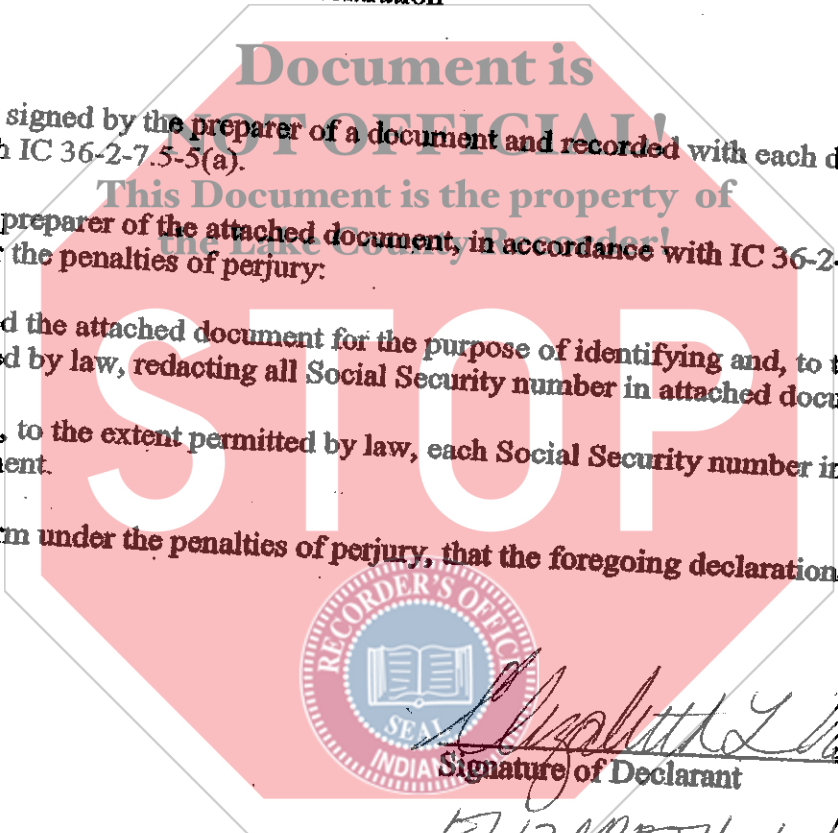 Document is
signed by the preparer of a document and recorded with each d
NOT OFFICIAL!
h IC 36-2-7.5-5(a).
This Document is the property of
preparer of the attached document, in accordance with IC 36-2-
the Lake County Recorder!
r the penalties of perjury:
d the attached document for the purpose of identifying and, to t
ed by law, redacting all Social Security number in attached docu
STOP
, to the extent permitted by law, each Social Security number in
ent.
rm under the penalties of perjury, that the foregoing declaration
RECORDER'S OFFICE
SEAL
INDIANA
Elizabeth L
Signature of Declarant